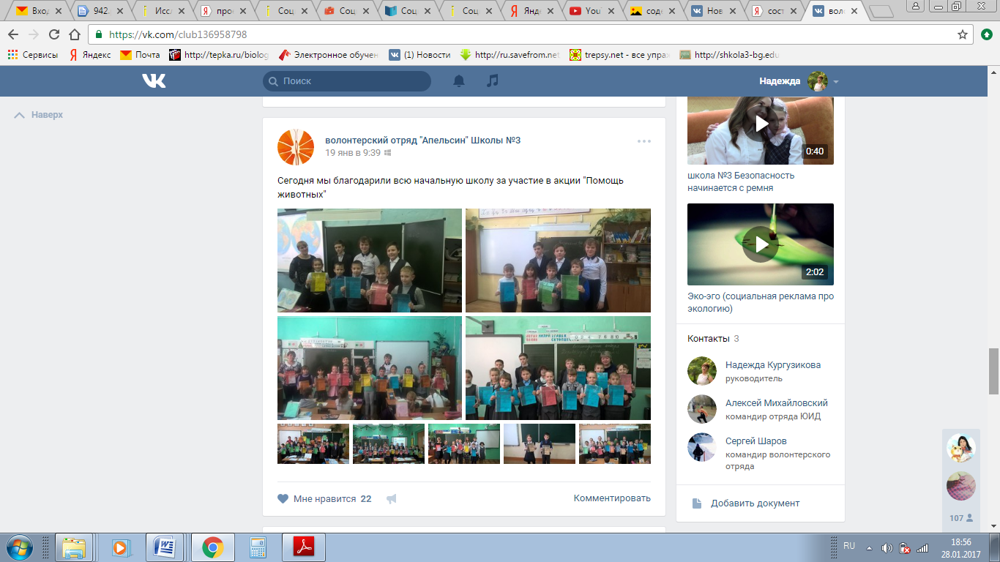 Вход
942.
Иссл
про
Соци
Соц
Соци
Соц
Янде
You
соде
Нов
сост
воло
https://vk.com/club136958798
Сервисы
Яндекс
Почта
http://tepka.ru/biolog
Электронное обучен
(1) Новости
http://ru.savefrom.net
trepsy.net - все упраж
http://shkola3-bg.edu
Поиск
Надежда
Наверх
волонтерский отряд "Апельсин" Школы №3
19 янв в 9:39
Сегодня мы благодарили всю начальную школу за участие в акции "Помощь
животных"
Мне нравится 22
Комментировать
0:40
школа №3 Безопасность
начинается с ремня
2:02
Эко-эго (социальная реклама про
экологию)
Контакты 3
Надежда Кургузикова
руководитель
Алексей Михайловский
командир отряда ЮИД
Сергей Шаров
командир волонтерского
отряда
Добавить документ
107
RU
18:56
28.01.2017